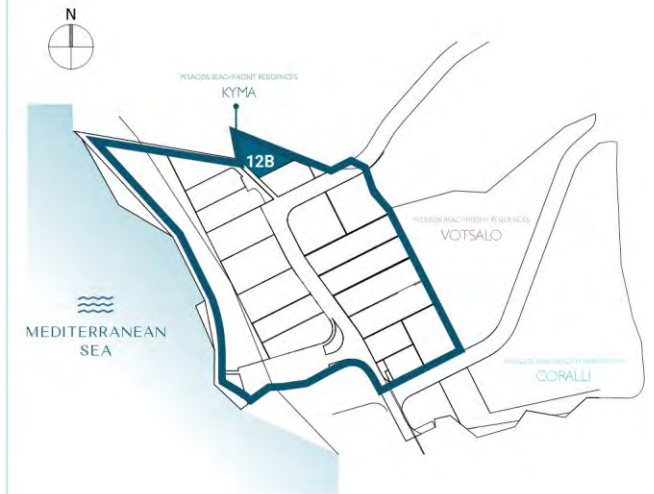 N
PELAGOS BEACHFRONT RESIDENCES
KYMA
12B
PELAGOS BEACHFRONT RESIDENCES
VOTSALO
MEDITERRANEAN
SEA
CORALLI